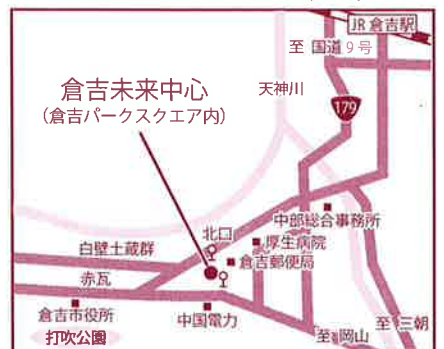 JR倉吉駅
至 国道9号
天神川
179
倉吉未来中心
(倉吉パークスクエア内)
北口
中部総合事務所
厚生病院
倉吉郵便局
白壁土蔵群
赤瓦
倉吉市役所
中国電力
打吹公園
至 岡山
至 三朝